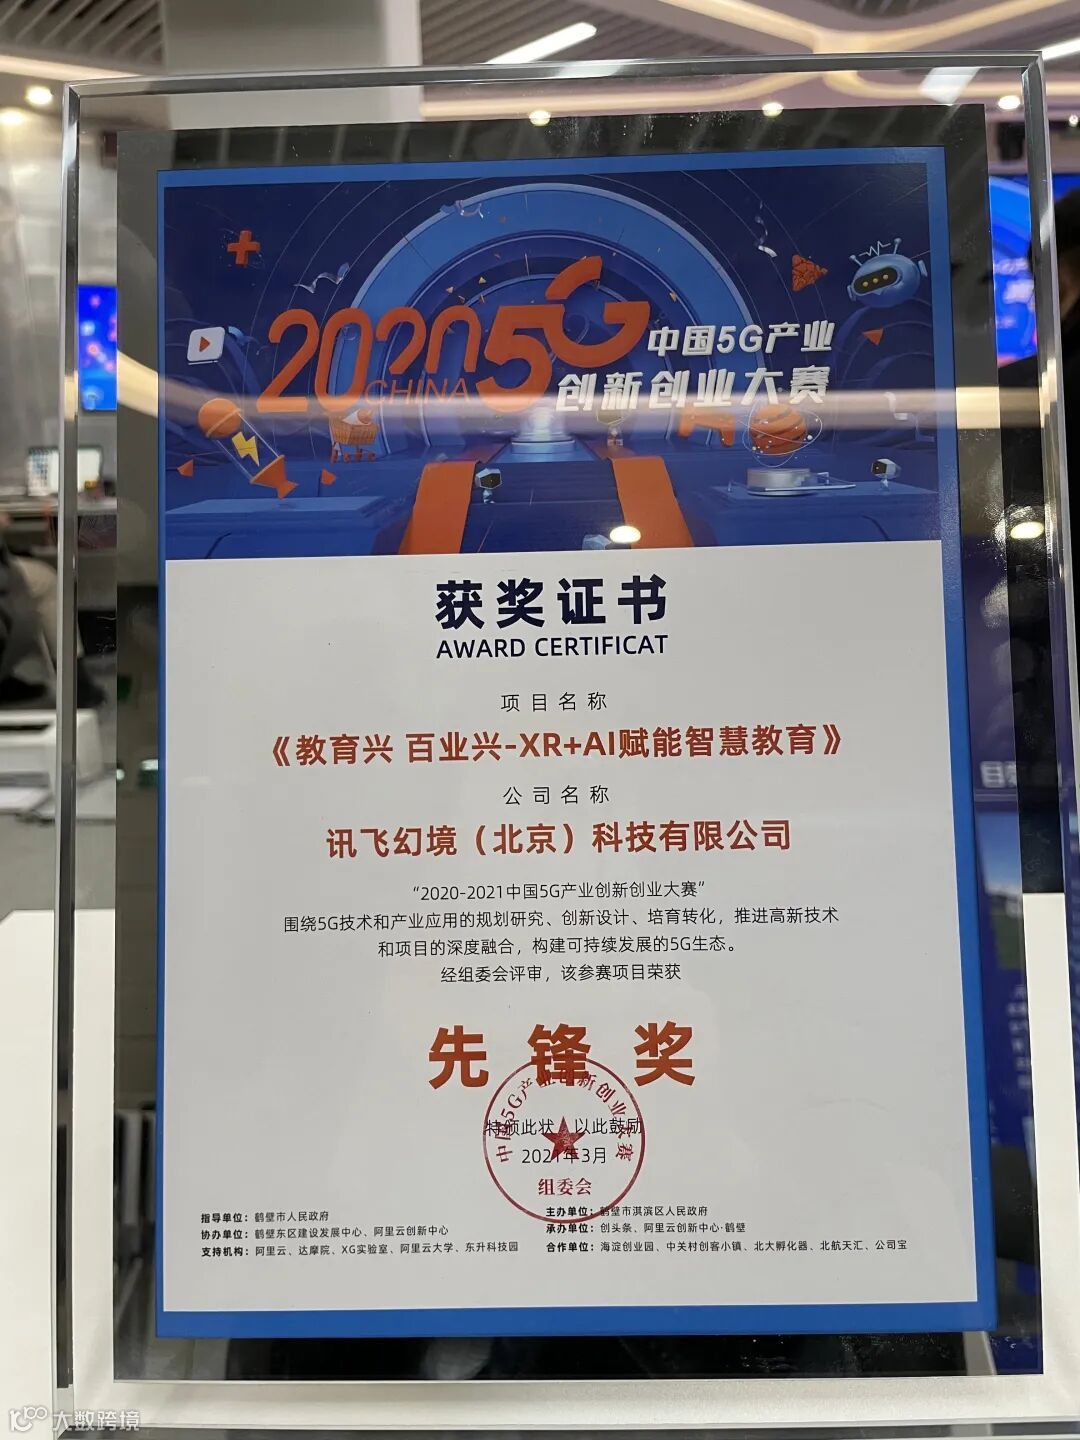 2020 5G 中国5G产业
CHINA 创新创业大赛
获奖证书
AWARD CERTIFICAT
项目名称
《教育兴 百业兴-XR+AI赋能智慧教育》
公司名称
讯飞幻境（北京）科技有限公司
“2020-2021中国5G产业创新创业大赛”
围绕5G技术和产业应用的规划研究、创新设计、培育转化，推进高新技术
和项目的深度融合，构建可持续发展的5G生态。
经组委会评审，该参赛项目荣获
先锋奖
特颁此状，以此鼓励
2021年3月
中国5G产业创新创业大赛
组委会
指导单位：鹤壁市人民政府
主办单位：鹤壁市淇滨区人民政府
协办单位：鹤壁东区建设发展中心、阿里云创新中心
承办单位：创头条、阿里云创新中心·鹤壁
支持机构：阿里云、达摩院、XG实验室、阿里云大学、东升科技园
合作单位：海淀创业园、中关村创客小镇、北大孵化器、北航天汇、公司宝
大数跨境